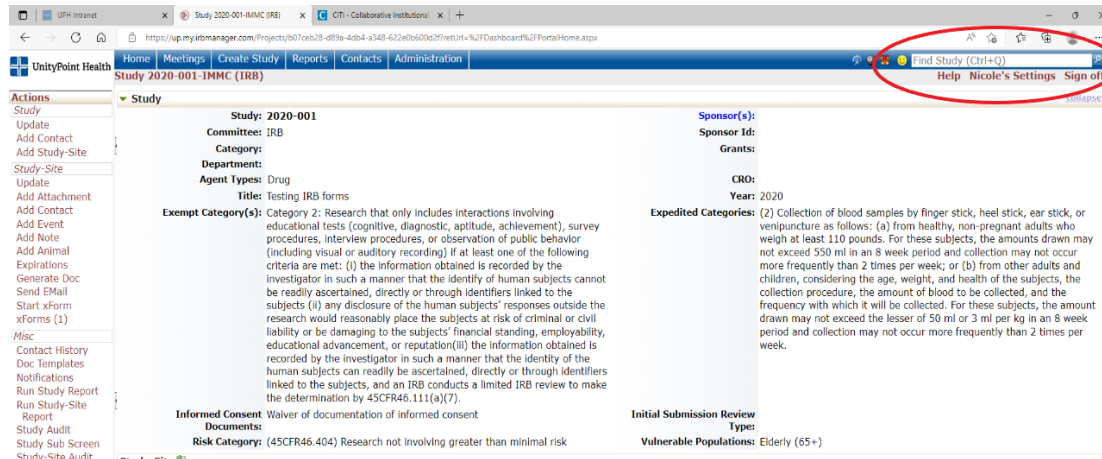 UPH Intranet
Study 2020-001-IMMC (IRB)
CITI - Collaborative Institutional
https://up.my.irbmanager.com/Projects/b07ceb28-d89a-4db4-a348-622e0b600d2f?retUrl=%2FDashboard%2FPortalHome.aspx
UnityPoint Health
Home Meetings Create Study Reports Contacts Administration
Find Study (Ctrl+Q)
Study 2020-001-IMMC (IRB)
Help Nicole's Settings Sign off
Actions
Study
Update
Add Contact
Add Study-Site
Study-Site
Update
Add Attachment
Add Contact
Add Event
Add Note
Add Animal
Expirations
Generate Doc
Send EMail
Start xForm
xForms (1)
Misc
Contact History
Doc Templates
Notifications
Run Study Report
Run Study-Site
Report
Study Audit
Study Sub Screen
Study-Site Audit
Study
collapse
Study: 2020-001
Sponsor(s):
Committee: IRB
Sponsor Id:
Category:
Grants:
Department:
Agent Types: Drug
CRO:
Title: Testing IRB forms
Year: 2020
Exempt Category(s): Category 2: Research that only includes interactions involving
educational tests (cognitive, diagnostic, aptitude, achievement), survey
procedures, interview procedures, or observation of public behavior
(including visual or auditory recording) if at least one of the following
criteria are met: (i) the information obtained is recorded by the
investigator in such a manner that the identify of human subjects cannot
be readily ascertained, directly or through identifiers linked to the
subjects (ii) any disclosure of the human subjects' responses outside the
research would reasonably place the subjects at risk of criminal or civil
liability or be damaging to the subjects' financial standing, employability,
educational advancement, or reputation(iii) the information obtained is
recorded by the investigator in such a manner that the identity of the
human subjects can readily be ascertained, directly or through identifiers
linked to the subjects, and an IRB conducts a limited IRB review to make
the determination by 45CFR46.111(a)(7).
Expedited Categories: (2) Collection of blood samples by finger stick, heel stick, ear stick, or
venipuncture as follows: (a) from healthy, non-pregnant adults who
weigh at least 110 pounds. For these subjects, the amounts drawn may
not exceed 550 ml in an 8 week period and collection may not occur
more frequently than 2 times per week; or (b) from other adults and
children, considering the age, weight, and health of the subjects, the
collection procedure, the amount of blood to be collected, and the
frequency with which it will be collected. For these subjects, the amount
drawn may not exceed the lesser of 50 ml or 3 ml per kg in an 8 week
period and collection may not occur more frequently than 2 times per
week.
Informed Consent Documents: Waiver of documentation of informed consent
Initial Submission Review
Type:
Risk Category: (45CFR46.404) Research not involving greater than minimal risk
Vulnerable Populations: Elderly (65+)